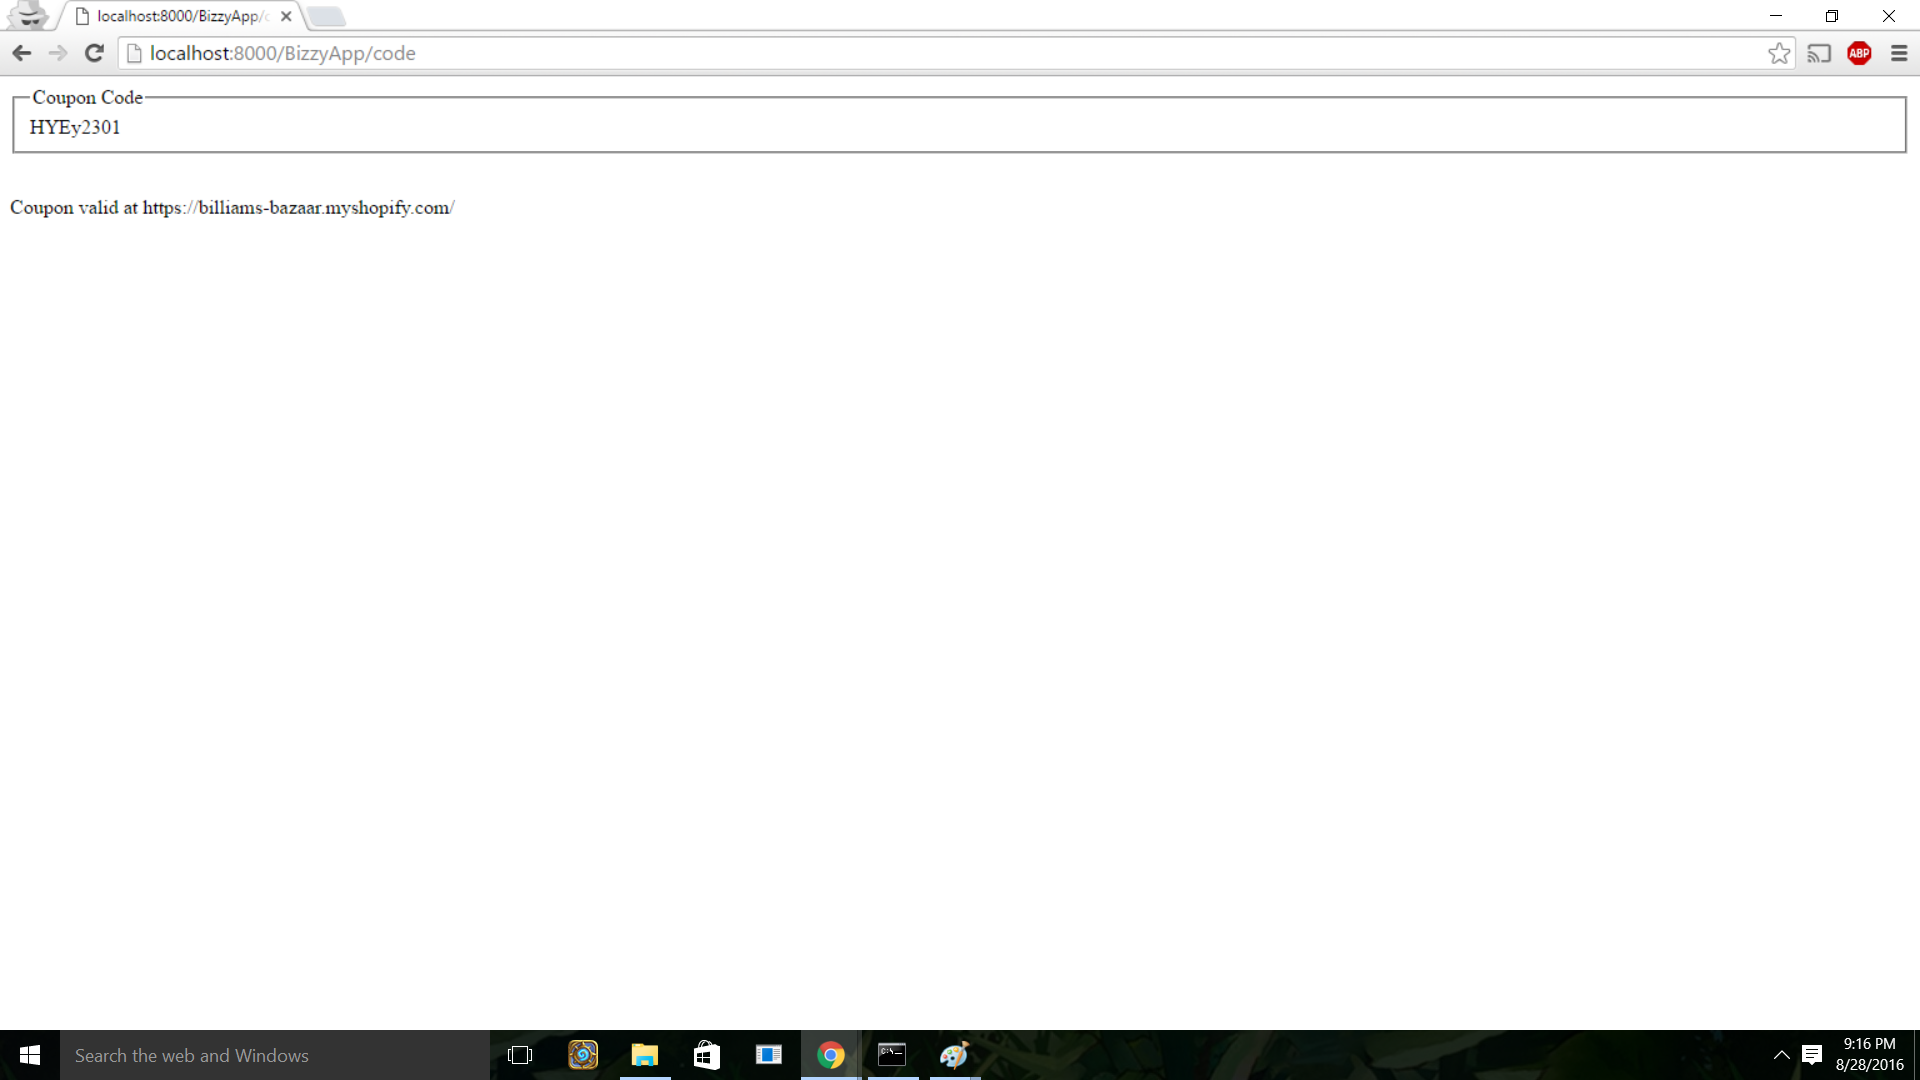 localhost:8000/BizzyApp/c
localhost:8000/BizzyApp/code
ABP
Coupon Code
HYEy2301
Coupon valid at https://billiams-bazaar.myshopify.com/
Search the web and Windows
C:\_
9:16 PM
8/28/2016